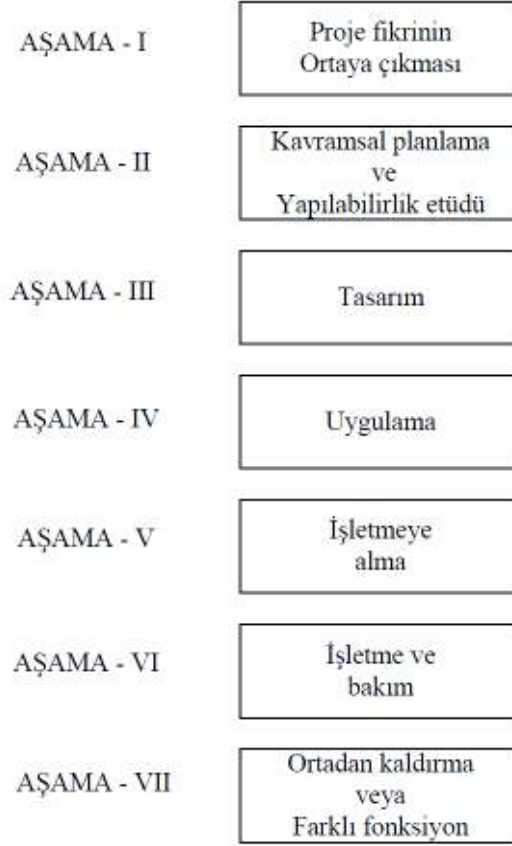 AŞAMA - I
Proje fikrinin
Ortaya çıkması
AŞAMA - II
Kavramsal planlama
ve
Yapılabilirlik etüdü
AŞAMA - III
Tasarım
AŞAMA - IV
Uygulama
AŞAMA - V
İşletmeye
alma
AŞAMA - VI
İşletme ve
bakım
AŞAMA - VII
Ortadan kaldırma
veya
Farklı fonksiyon